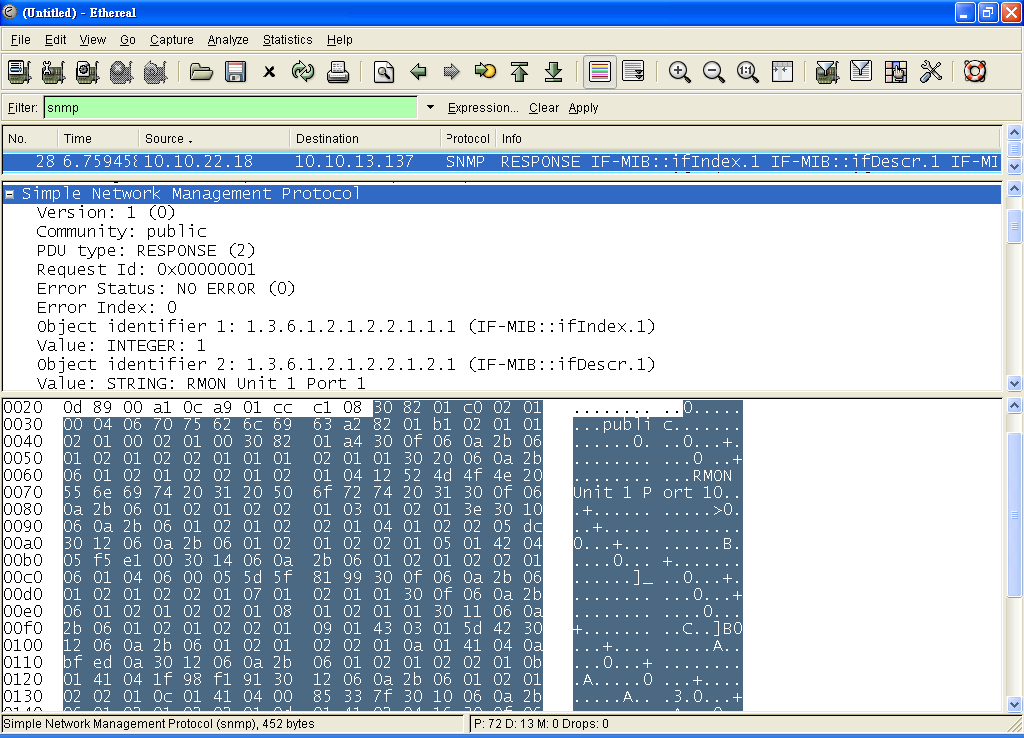 (Untitled) - Ethereal
File Edit View Go Capture Analyze Statistics Help
Filter: snmp Expression... Clear Apply
No. Time Source Destination Protocol Info
28 6.759458 10.10.22.18 10.10.13.137 SNMP RESPONSE IF-MIB::ifIndex.1 IF-MIB::ifDescr.1 IF-MI
Simple Network Management Protocol
Version: 1 (0)
Community: public
PDU type: RESPONSE (2)
Request Id: 0x00000001
Error Status: NO ERROR (0)
Error Index: 0
Object identifier 1: 1.3.6.1.2.1.2.2.1.1.1 (IF-MIB::ifIndex.1)
Value: INTEGER: 1
Object identifier 2: 1.3.6.1.2.1.2.2.1.2.1 (IF-MIB::ifDescr.1)
Value: STRING: RMON Unit 1 Port 1
0020 0d 89 00 a1 0c a9 01 cc c1 08 30 82 01 c0 02 01 ........ ..0.....
0030 00 04 06 70 75 62 6c 69 63 a2 82 01 b1 02 01 01 ...publi c.......
0040 02 01 00 02 01 00 30 82 01 a4 30 0f 06 0a 2b 06 ......0. ..0...+.
0050 01 02 01 02 02 01 01 01 02 01 01 30 20 06 0a 2b ........ ...0 ..+
0060 06 01 02 01 02 02 01 02 01 04 12 52 4d 4f 4e 20 ........ ...RMON
0070 55 6e 69 74 20 31 20 50 6f 72 74 20 31 30 0f 06 Unit 1 P ort 10..
0080 0a 2b 06 01 02 01 02 02 01 03 01 02 01 3e 30 10 .+...... .....>0.
0090 06 0a 2b 06 01 02 01 02 02 01 04 01 02 02 05 dc ..+..... ........
00a0 30 12 06 0a 2b 06 01 02 01 02 02 01 05 01 42 04 0...+... ......B.
00b0 05 f5 e1 00 30 14 06 0a 2b 06 01 02 01 02 02 01 ....0... +.......
00c0 06 01 04 06 00 05 5d 5f 81 99 30 0f 06 0a 2b 06 ......]_ ..0...+.
00d0 01 02 01 02 02 01 07 01 02 01 01 30 0f 06 0a 2b ........ ...0...+
00e0 06 01 02 01 02 02 01 08 01 02 01 01 30 11 06 0a ........ ....0...
00f0 2b 06 01 02 01 02 02 01 09 01 43 03 01 5d 42 30 +....... ..C..]B0
0100 12 06 0a 2b 06 01 02 01 02 02 01 0a 01 41 04 0a ...+.... .....A..
0110 bf ed 0a 30 12 06 0a 2b 06 01 02 01 02 02 01 0b ...0...+ ........
0120 01 41 04 1f 98 f1 91 30 12 06 0a 2b 06 01 02 01 .A.....0 ...+....
0130 02 02 01 0c 01 41 04 00 85 33 7f 30 10 06 0a 2b .....A.. .3.0...+
Simple Network Management Protocol (snmp), 452 bytes P: 72 D: 13 M: 0 Drops: 0